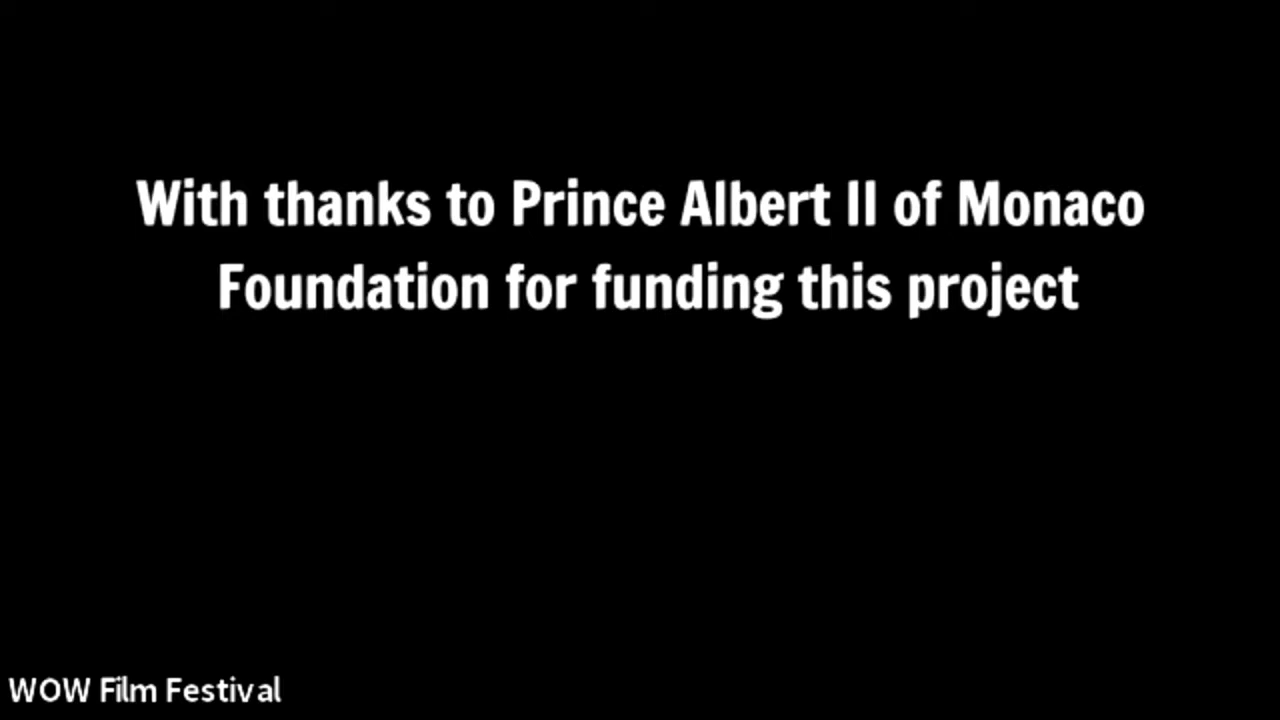 With thanks to Prince Albert II of Monaco
Foundation for funding this project
WOW Film Festival